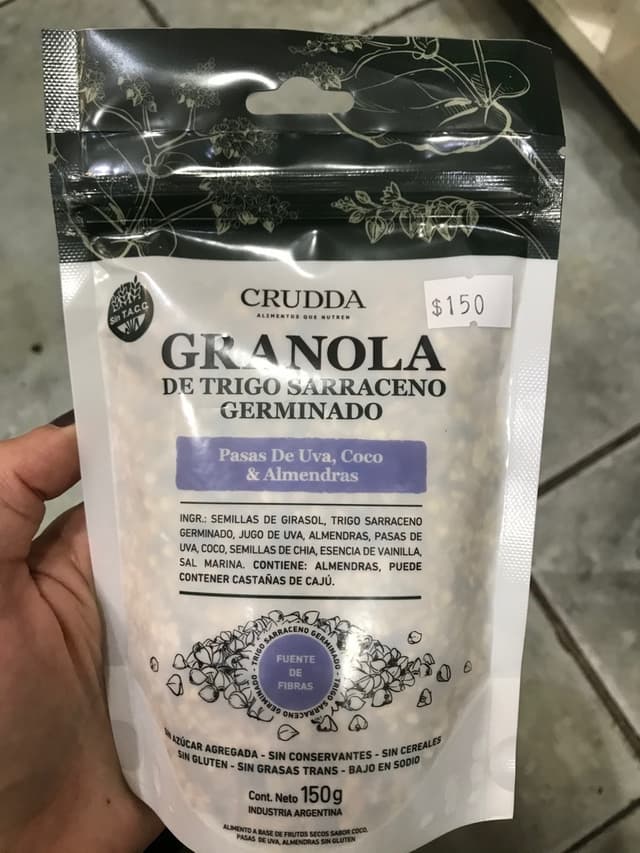 Sin T.A.C.C.
CRUDDA
ALIMENTOS QUE NUTREN
$150
GRANOLA
DE TRIGO SARRACENO
GERMINADO
Pasas De Uva, Coco
& Almendras
INGR.: SEMILLAS DE GIRASOL, TRIGO SARRACENO
GERMINADO, JUGO DE UVA, ALMENDRAS, PASAS DE
UVA, COCO, SEMILLAS DE CHIA, ESENCIA DE VAINILLA,
SAL MARINA. CONTIENE: ALMENDRAS, PUEDE
CONTENER CASTAÑAS DE CAJÚ.
TRIGO SARRACENO GERMINADO - TRIGO SARRACENO GERMINADO -
FUENTE
DE
FIBRAS
SIN AZÚCAR AGREGADA - SIN CONSERVANTES - SIN CEREALES
SIN GLUTEN - SIN GRASAS TRANS - BAJO EN SODIO
Cont. Neto 150g
INDUSTRIA ARGENTINA
ALIMENTO A BASE DE FRUTOS SECOS SABOR COCO,
PASAS DE UVA, ALMENDRAS SIN GLUTEN